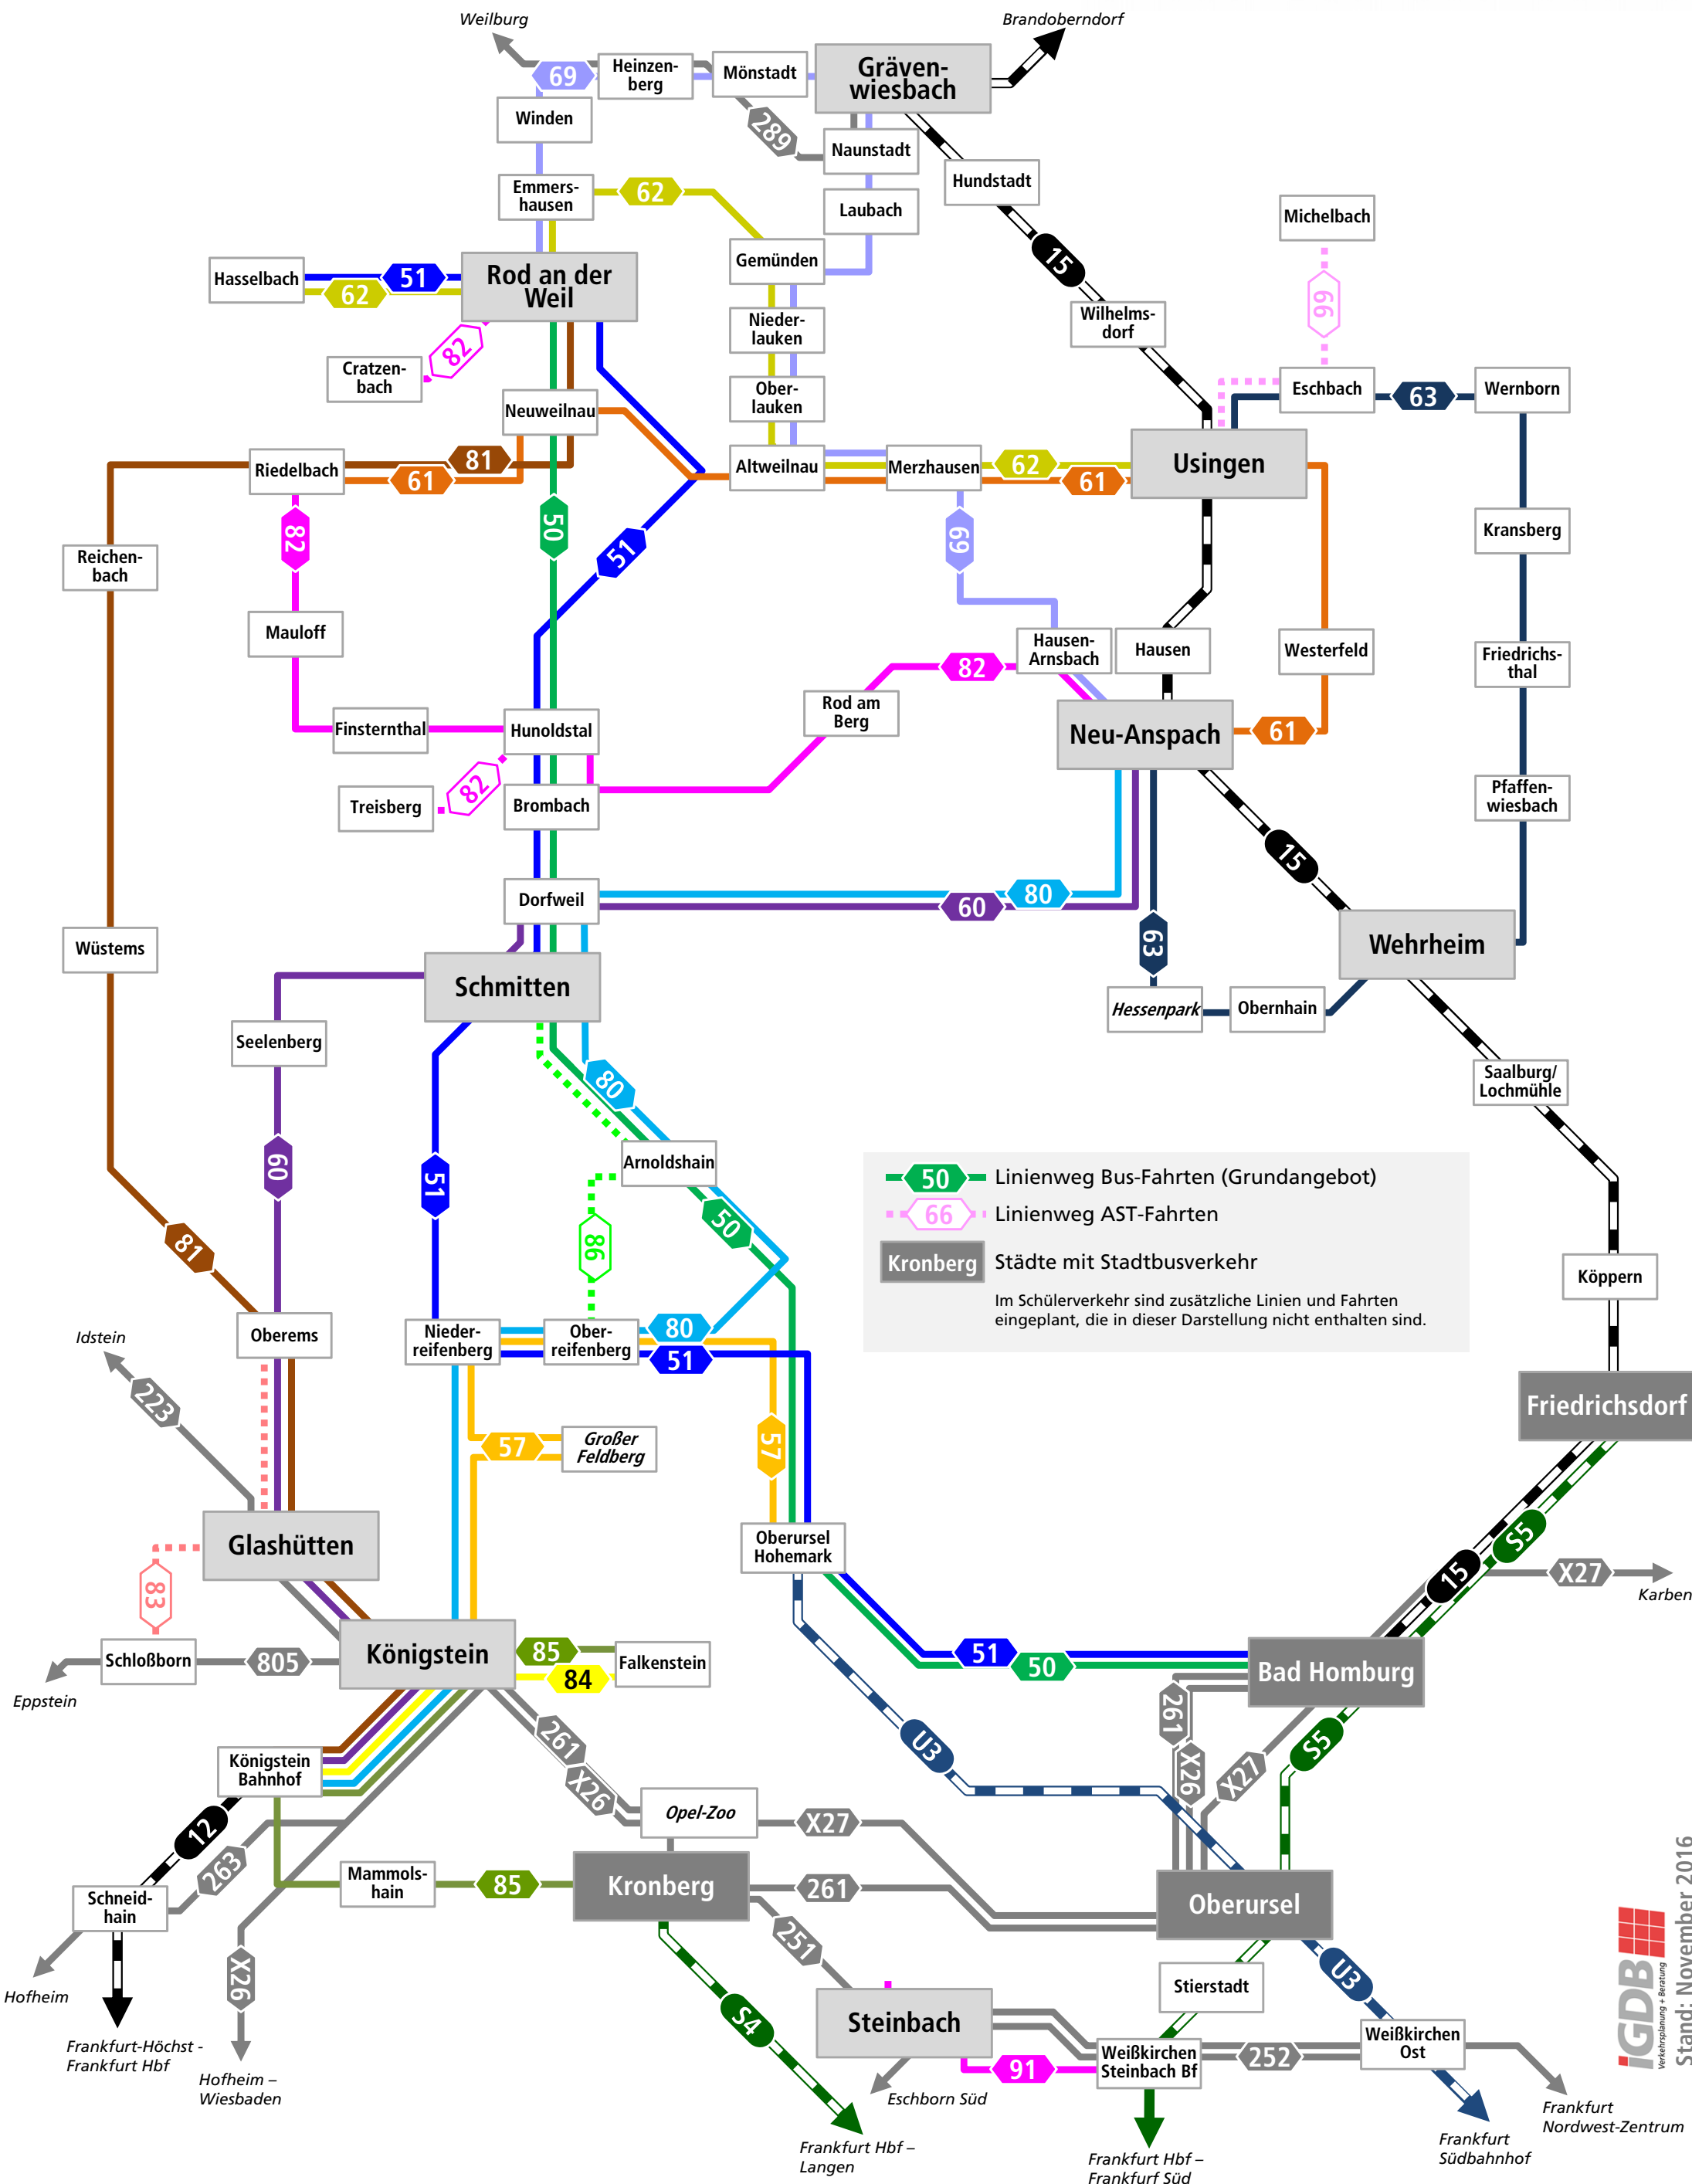 Weilburg
Brandoberndorf
69
Heinzen-
berg
Mönstadt
Gräven-
wiesbach
Winden
289
Naunstadt
Hundstadt
Emmers-
hausen
62
Laubach
Michelbach
Gemünden
15
Hasselbach
51
62
Rod an der
Weil
66
Nieder-
lauken
Wilhelms-
dorf
82
Cratzen-
bach
Ober-
lauken
Eschbach
63
Wernborn
Neuweilnau
Riedelbach
81
61
Altweilnau
Merzhausen
62
61
Usingen
82
50
51
69
Kransberg
Reichen-
bach
Mauloff
Hausen-
Arnsbach
Hausen
Westerfeld
Friedrichs-
thal
82
Rod am
Berg
Finsternthal
Hunoldstal
Neu-Anspach
61
82
Treisberg
Brombach
Pfaffen-
wiesbach
15
Dorfweil
80
60
Wüstems
63
Wehrheim
Schmitten
Hessenpark
Obernhain
Seelenberg
80
Saalburg/
Lochmühle
60
51
Arnoldshain
50
Linienweg Bus-Fahrten (Grundangebot)
66
Linienweg AST-Fahrten
Kronberg
Städte mit Stadtbusverkehr
Im Schülerverkehr sind zusätzliche Linien und Fahrten
eingeplant, die in dieser Darstellung nicht enthalten sind.
50
81
86
Köppern
Oberems
Nieder-
reifenberg
Ober-
reifenberg
80
51
Idstein
223
57
Großer
Feldberg
57
Friedrichsdorf
Glashütten
Oberursel
Hohemark
S5
15
X27
Karben
83
Schloßborn
805
Königstein
85
84
Falkenstein
51
50
Bad Homburg
Eppstein
261
X26
U3
261
X26
X27
S5
Königstein
Bahnhof
Opel-Zoo
X27
12
263
Mammols-
hain
85
Kronberg
261
Oberursel
Schneid-
hain
251
X26
Hofheim
S4
Stierstadt
U3
Steinbach
Weißkirchen
Ost
Weißkirchen
Steinbach Bf
252
91
Frankfurt-Höchst -
Frankfurt Hbf
Hofheim –
Wiesbaden
Eschborn Süd
Frankfurt
Nordwest-Zentrum
Frankfurt Hbf –
Langen
Frankfurt Hbf –
Frankfurf Süd
Frankfurt
Südbahnhof
iGDB
Verkehrsplanung + Beratung
Stand: November 2016